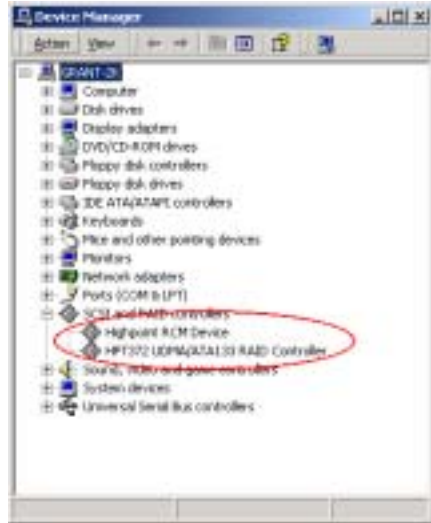 Device Manager
Action View
GRANT-2K
Computer
Disk drives
Display adapters
DVD/CD-ROM drives
Floppy disk controllers
Floppy disk drives
IDE ATA/ATAPI controllers
Keyboards
Mice and other pointing devices
Monitors
Network adapters
Ports (COM & LPT)
SCSI and RAID controllers
Highpoint RCM Device
HPT372 UDMA/ATA133 RAID Controller
Sound, video and game controllers
System devices
Universal Serial Bus controllers